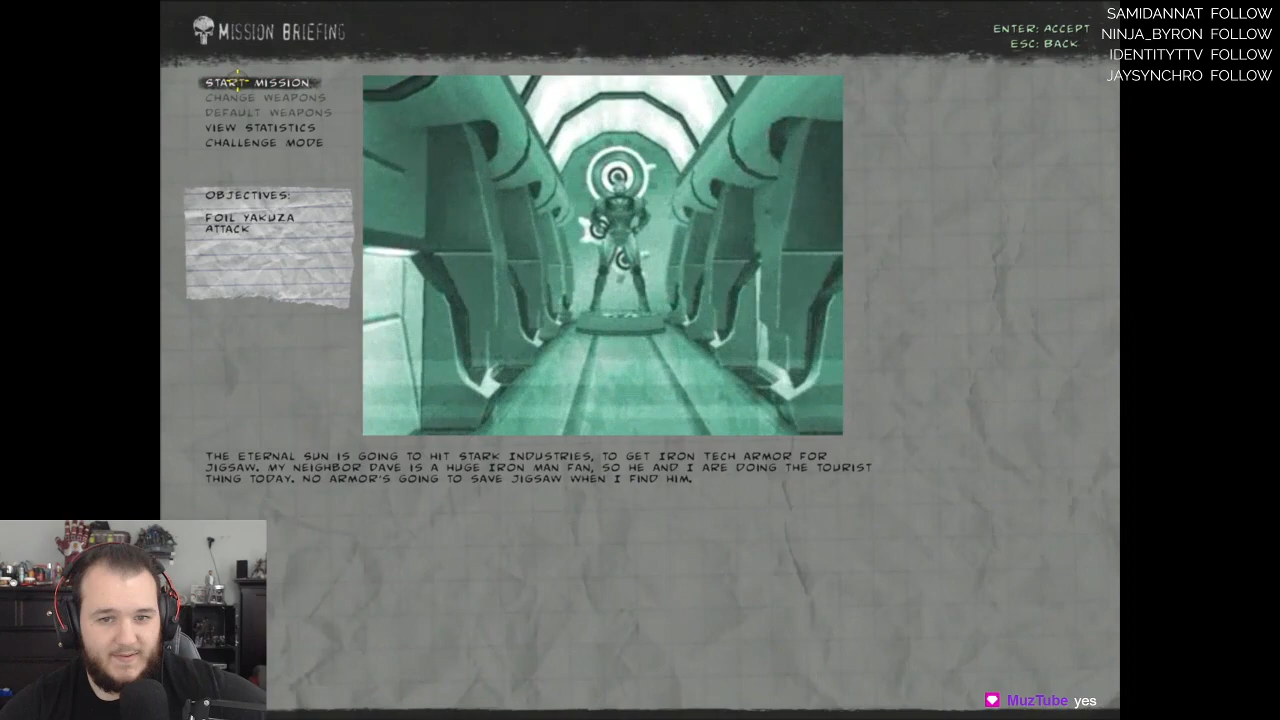 MISSION BRIEFING
ENTER: ACCEPT
ESC: BACK
SAMIDANNAT FOLLOW
NINJA_BYRON FOLLOW
IDENTITYTTV FOLLOW
JAYSYNCHRO FOLLOW
START MISSION
CHANGE WEAPONS
DEFAULT WEAPONS
VIEW STATISTICS
CHALLENGE MODE
OBJECTIVES:
FOIL YAKUZA
ATTACK
THE ETERNAL SUN IS GOING TO HIT STARK INDUSTRIES, TO GET IRON TECH ARMOR FOR
JIGSAW. MY NEIGHBOR DAVE IS A HUGE IRON MAN FAN, SO HE AND I ARE DOING THE TOURIST
THING TODAY. NO ARMOR'S GOING TO SAVE JIGSAW WHEN I FIND HIM.
MuzTube yes